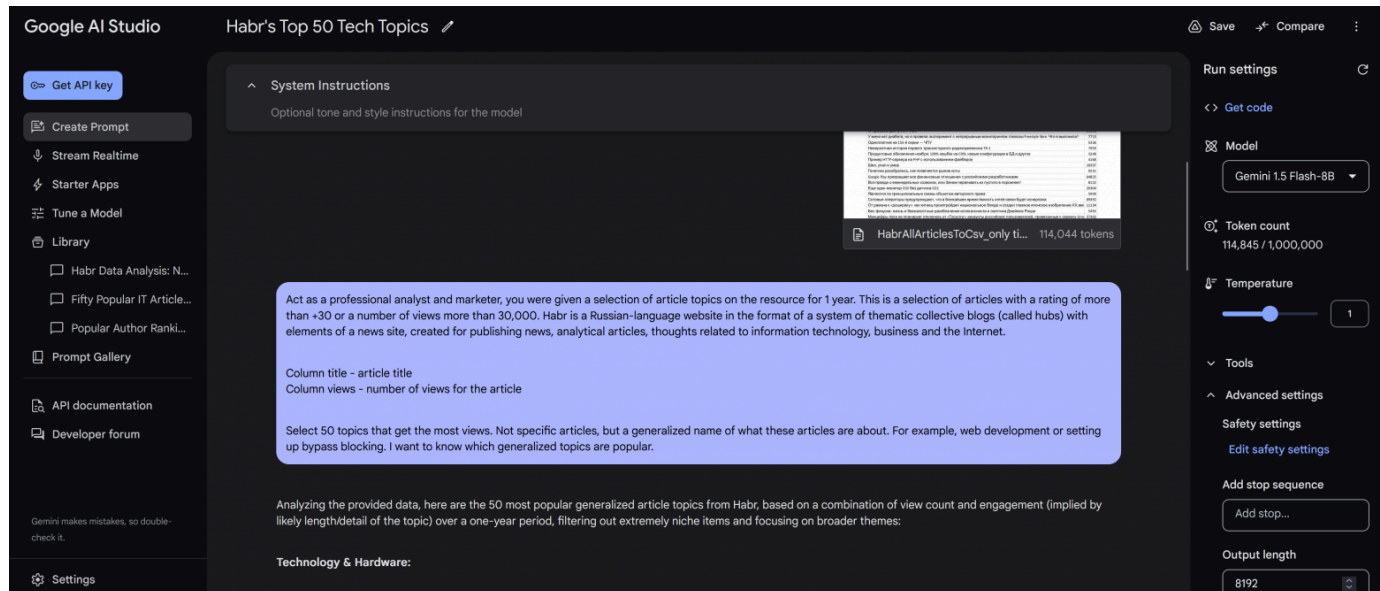 Google AI Studio
Habr's Top 50 Tech Topics
Save
Compare
Get API key
Create Prompt
Stream Realtime
Starter Apps
Tune a Model
Library
Habr Data Analysis: N...
Fifty Popular IT Article...
Popular Author Ranki...
Prompt Gallery
API documentation
Developer forum
Gemini makes mistakes, so double-
check it.
Settings
System Instructions
Optional tone and style instructions for the model
HabrAllArticlesToCsv_only ti... 114,044 tokens
Act as a professional analyst and marketer, you were given a selection of article topics on the resource for 1 year. This is a selection of articles with a rating of more
than +30 or a number of views more than 30,000. Habr is a Russian-language website in the format of a system of thematic collective blogs (called hubs) with
elements of a news site, created for publishing news, analytical articles, thoughts related to information technology, business and the Internet.
Column title - article title
Column views - number of views for the article
Select 50 topics that get the most views. Not specific articles, but a generalized name of what these articles are about. For example, web development or setting
up bypass blocking. I want to know which generalized topics are popular.
Analyzing the provided data, here are the 50 most popular generalized article topics from Habr, based on a combination of view count and engagement (implied by
likely length/detail of the topic) over a one-year period, filtering out extremely niche items and focusing on broader themes:
Technology & Hardware:
Run settings
Get code
Model
Gemini 1.5 Flash-8B
Token count
114,845 / 1,000,000
Temperature
1
Tools
Advanced settings
Safety settings
Edit safety settings
Add stop sequence
Add stop...
Output length
8192